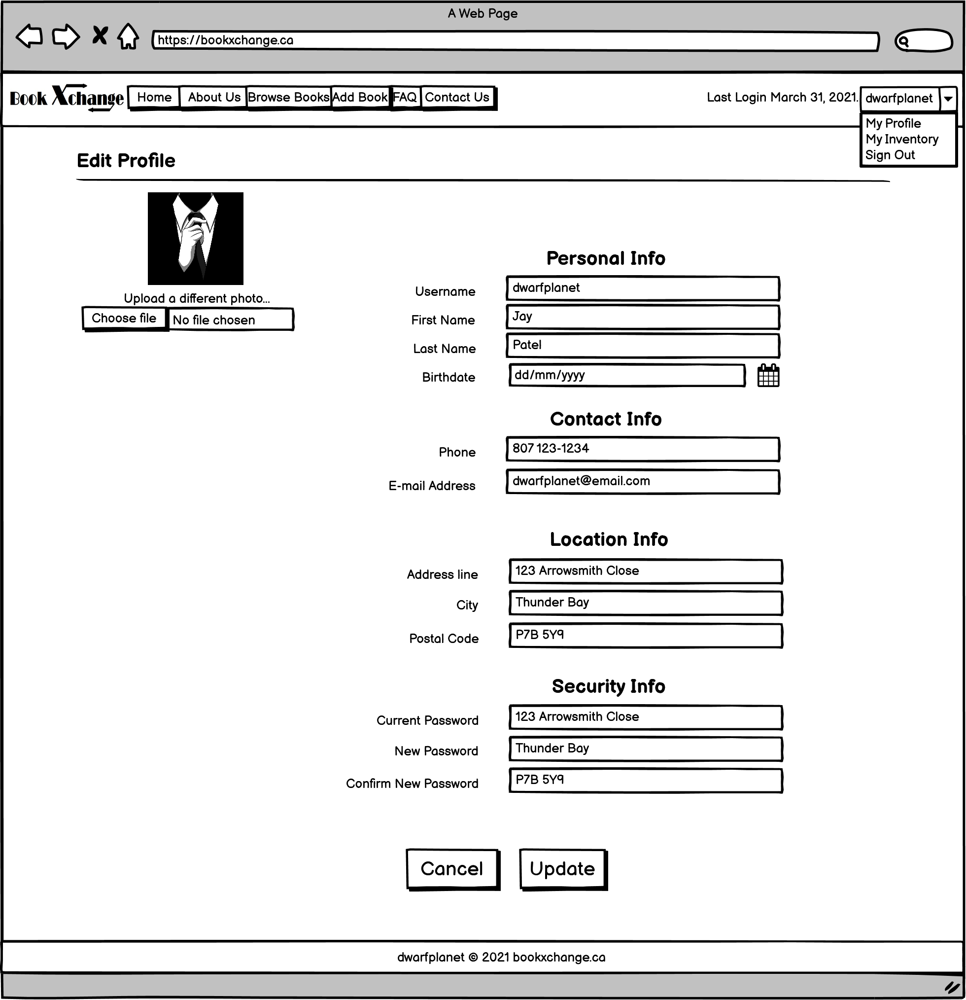 A Web Page
https://bookxchange.ca
Book Xchange Home About Us Browse Books Add Book FAQ Contact Us Last Login March 31, 2021. dwarfplanet
My Profile
My Inventory
Sign Out
Edit Profile
Upload a different photo...
Choose file No file chosen
Personal Info
Username dwarfplanet
First Name Jay
Last Name Patel
Birthdate dd/mm/yyyy
Contact Info
Phone 807 123-1234
E-mail Address dwarfplanet@email.com
Location Info
Address line 123 Arrowsmith Close
City Thunder Bay
Postal Code P7B 5Y9
Security Info
Current Password 123 Arrowsmith Close
New Password Thunder Bay
Confirm New Password P7B 5Y9
Cancel Update
dwarfplanet © 2021 bookxchange.ca